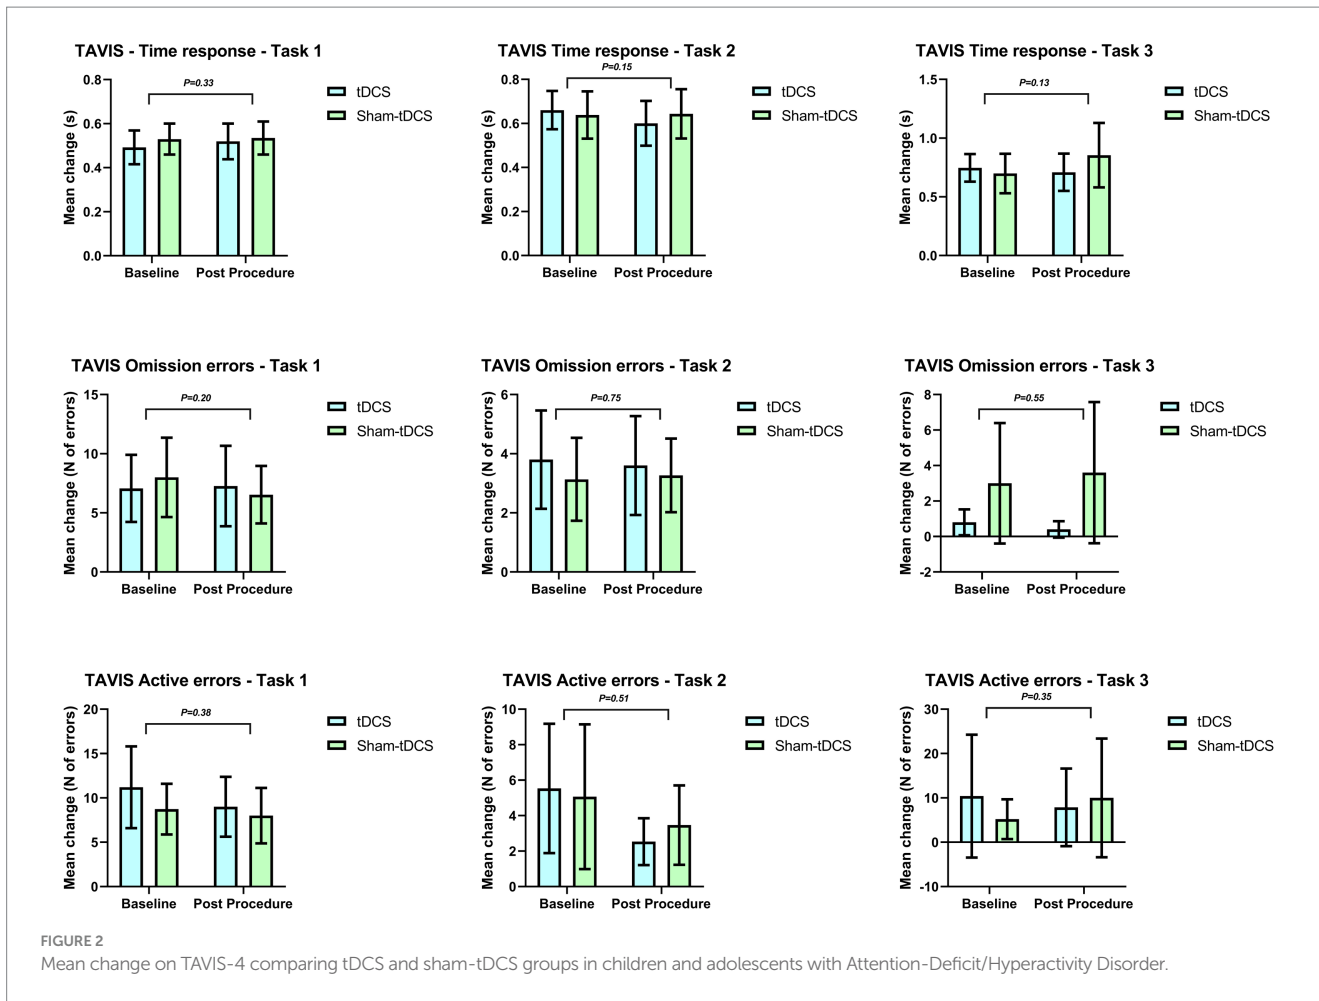 TAVIS - Time response - Task 1
P=0.33
Mean change (s)
0.8
0.6
0.4
0.2
0.0
Baseline
Post Procedure
tDCS
Sham-tDCS
TAVIS Time response - Task 2
P=0.15
Mean change (s)
0.8
0.6
0.4
0.2
0.0
Baseline
Post Procedure
tDCS
Sham-tDCS
TAVIS Time response - Task 3
P=0.13
Mean change (s)
1.5
1.0
0.5
0.0
Baseline
Post Procedure
tDCS
Sham-tDCS
TAVIS Omission errors - Task 1
P=0.20
Mean change (N of errors)
15
10
5
0
Baseline
Post Procedure
tDCS
Sham-tDCS
TAVIS Omission errors - Task 2
P=0.75
Mean change (N of errors)
6
4
2
0
Baseline
Post Procedure
tDCS
Sham-tDCS
TAVIS Omission errors - Task 3
P=0.55
Mean change (N of errors)
8
6
4
2
0
-2
Baseline
Post Procedure
tDCS
Sham-tDCS
TAVIS Active errors - Task 1
P=0.38
Mean change (N of errors)
20
15
10
5
0
Baseline
Post Procedure
tDCS
Sham-tDCS
TAVIS Active errors - Task 2
P=0.51
Mean change (N of errors)
10
8
6
4
2
0
Baseline
Post Procedure
tDCS
Sham-tDCS
TAVIS Active errors - Task 3
P=0.35
Mean change (N of errors)
30
20
10
0
-10
Baseline
Post Procedure
tDCS
Sham-tDCS
FIGURE 2
Mean change on TAVIS-4 comparing tDCS and sham-tDCS groups in children and adolescents with Attention-Deficit/Hyperactivity Disorder.